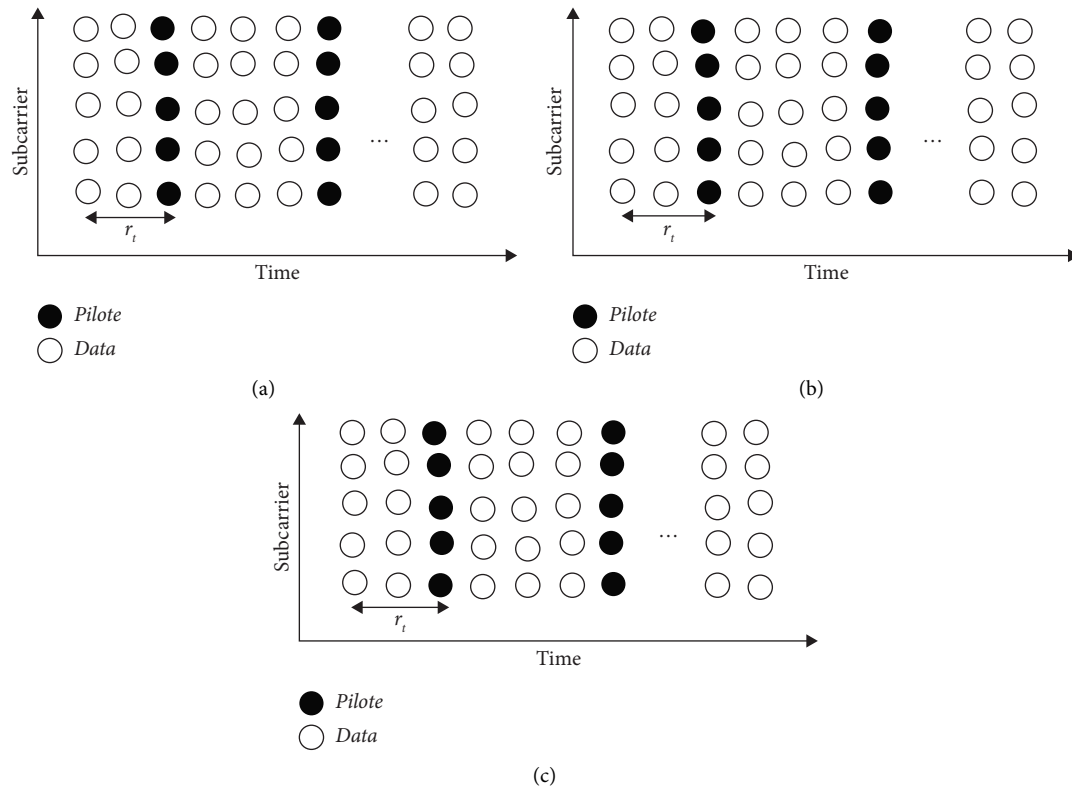 Subcarrier
r_t
Time
Pilote
Data
(a)
Subcarrier
...
r_t
Time
Pilote
Data
(b)
...
Subcarrier
...
r_t
Time
Pilote
Data
(c)